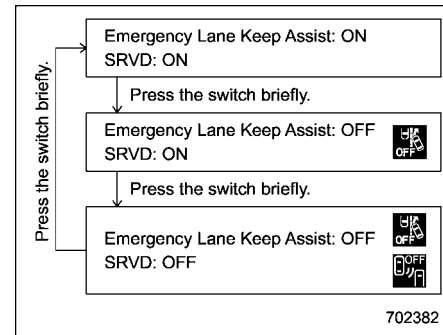 Emergency Lane Keep Assist: ON
SRVD: ON
Press the switch briefly.
Emergency Lane Keep Assist: OFF
SRVD: ON
OFF
Press the switch briefly.
Emergency Lane Keep Assist: OFF
SRVD: OFF
OFF
OFF
Press the switch briefly.
702382